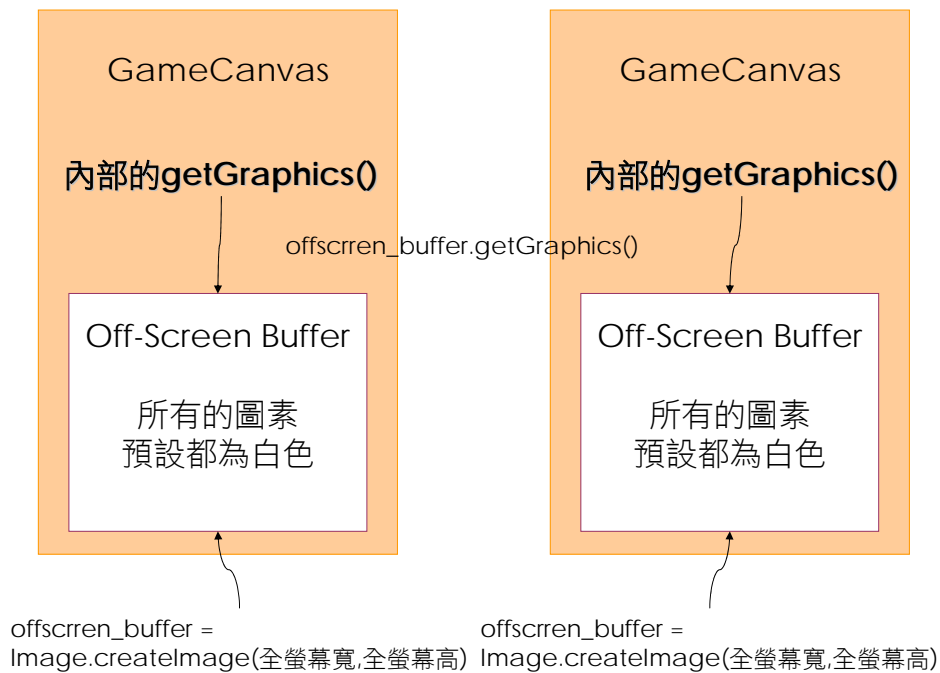 GameCanvas
內部的getGraphics()
Off-Screen Buffer
所有的圖素
預設都為白色
offscrren_buffer =
Image.createImage(全螢幕寬,全螢幕高)
offscrren_buffer.getGraphics()
GameCanvas
內部的getGraphics()
Off-Screen Buffer
所有的圖素
預設都為白色
offscrren_buffer =
Image.createImage(全螢幕寬,全螢幕高)